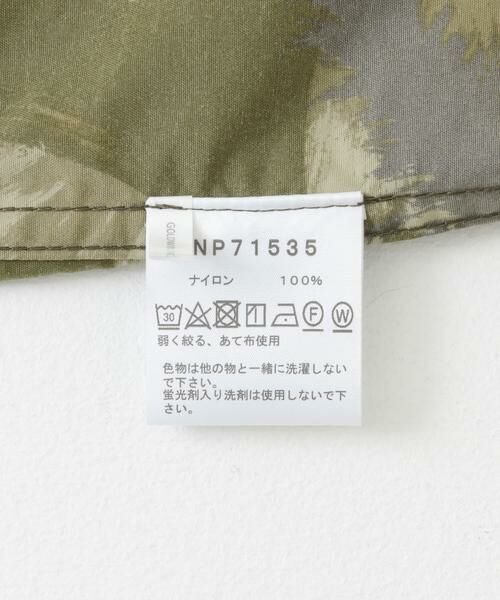 GOLDWIN
NP71535
ナイロン 100%
30 F W
弱く絞る、あて布使用
色物は他の物と一緒に洗濯しない
で下さい。
蛍光剤入り洗剤は使用しないで下
さい。